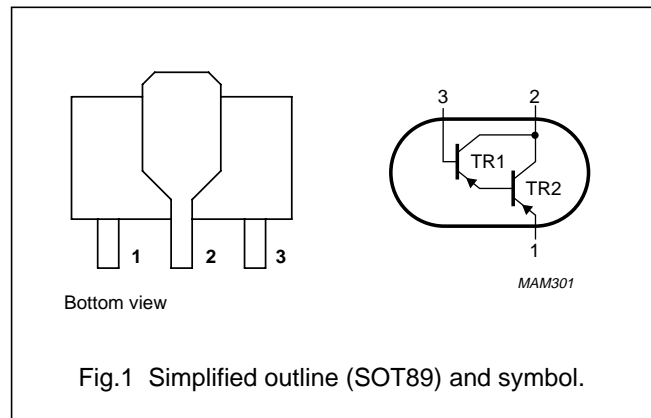 1 2 3
Bottom view
3 2
TR1
TR2
1
MAM301
Fig.1 Simplified outline (SOT89) and symbol.